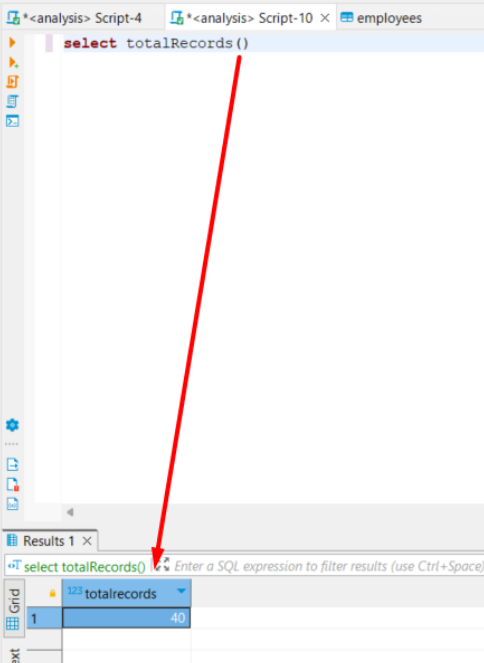 *<analysis> Script-4
*<analysis> Script-10
employees
select totalRecords()
Results 1
select totalRecords()
Enter a SQL expression to filter results (use Ctrl+Space)
Grid
123 totalrecords
1
40